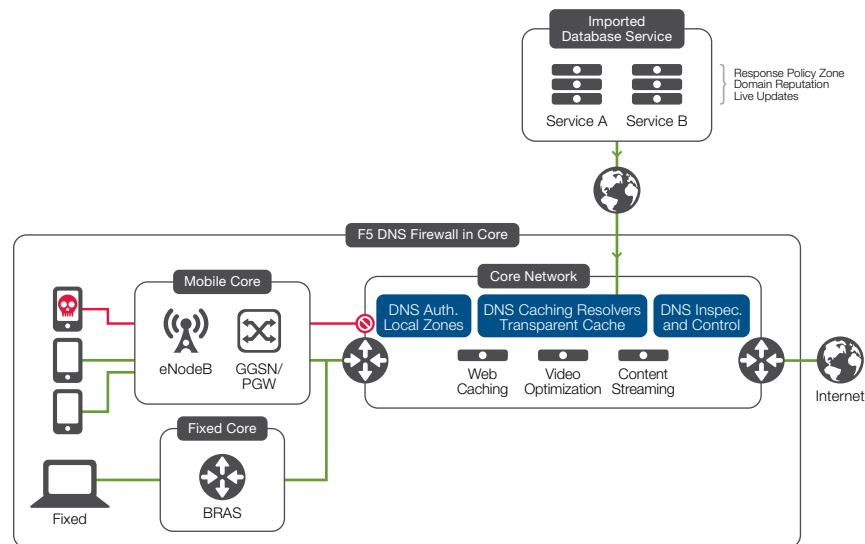 Imported
Database Service
Service A
Service B
Response Policy Zone
Domain Reputation
Live Updates
F5 DNS Firewall in Core
Mobile Core
eNodeB
GGSN/
PGW
Core Network
DNS Auth.
Local Zones
DNS Caching Resolvers
Transparent Cache
DNS Inspec.
and Control
Web
Caching
Video
Optimization
Content
Streaming
Internet
Fixed Core
BRAS
Fixed